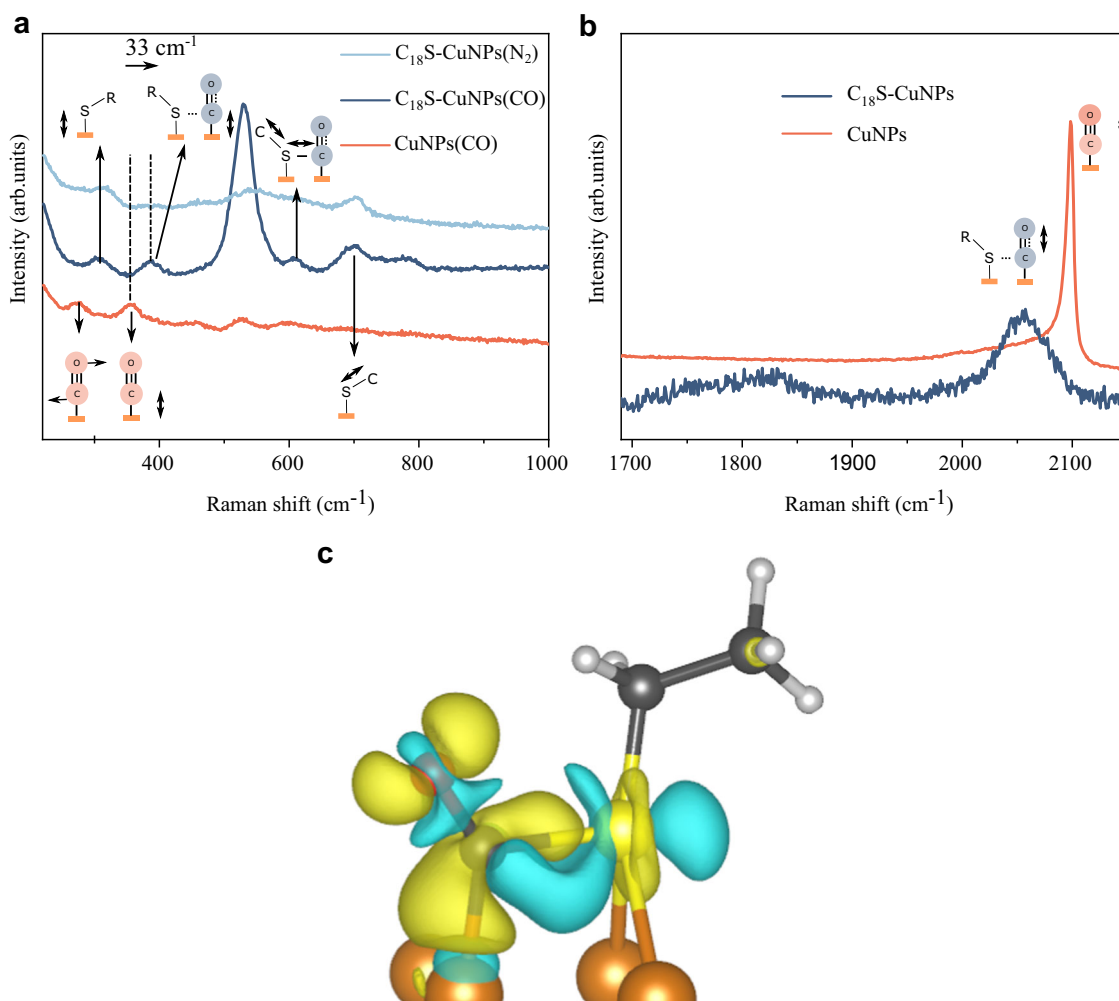 a
33 cm-1
C18S-CuNPs(N2)
C18S-CuNPs(CO)
CuNPs(CO)
R
S
R
S
O
C
C
S
O
C
O
C
O
C
S
C
Intensity (arb.units)
400
600
800
1000
Raman shift (cm-1)
b
C18S-CuNPs
CuNPs
O
C
R
S
O
C
Intensity (arb.units)
1700
1800
1900
2000
2100
Raman shift (cm-1)
c